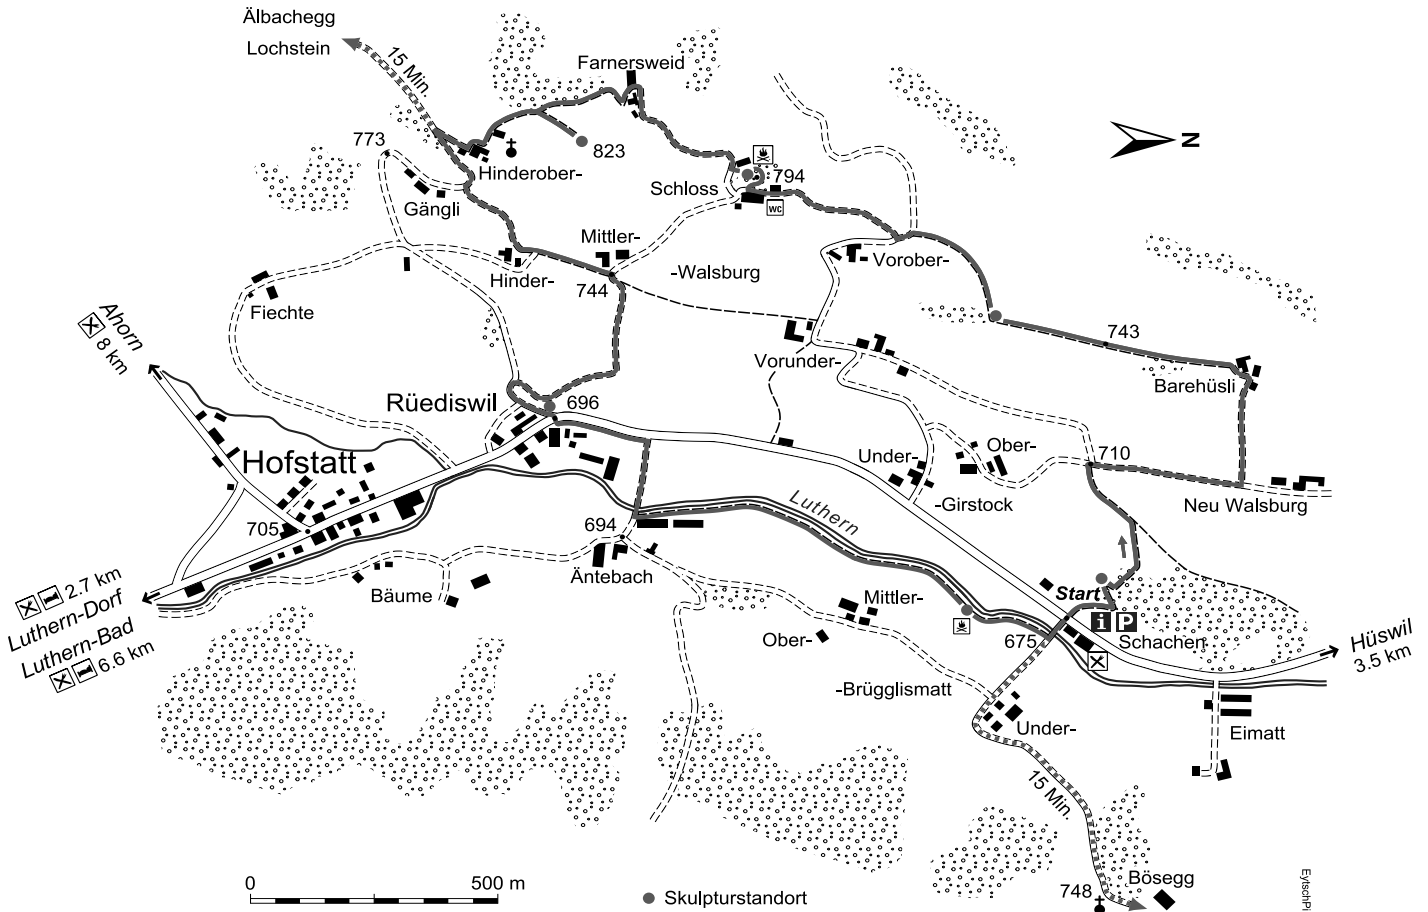 Älbachegg
Lochstein
15 Min.
Farnersweid
773
823
Hinderober-
Gängli
Schloss
794
WC
N
Mittler-
-Walsburg
Vorober-
Hinder-
744
Fiechte
Ahorn
8 km
743
Vorunder-
Barehüsli
Rüediswil
696
Hofstatt
Under-
Ober-
710
-Girstock
Neu Walsburg
Luthern
705
694
Äntebach
Bäume
2.7 km
Luthern-Dorf
Luthern-Bad
6.6 km
Mittler-
Ober-
-Brügglismatt
Under-
Start
i P
675
Schachen
Hüswil
3.5 km
Eimatt
15 Min.
748
Bösegg
0 500 m
Skulpturstandort
EytschPi